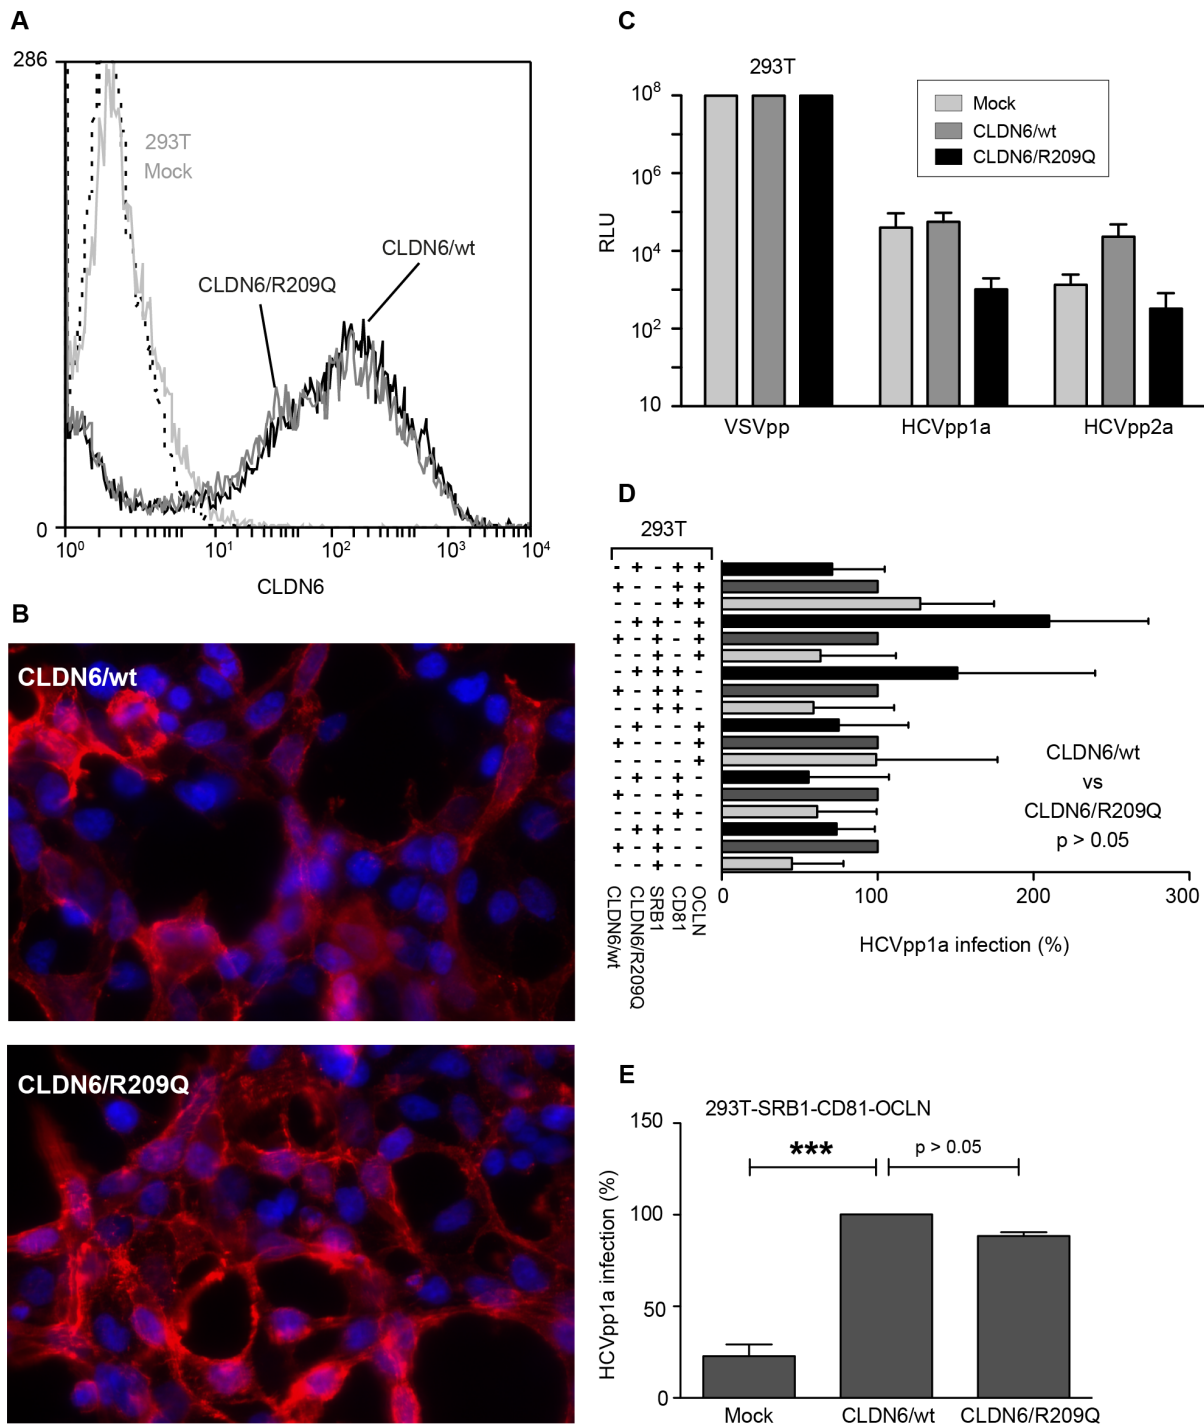 A
286
293T
Mock
CLDN6/wt
CLDN6/R209Q
0
10⁰
10¹
10²
10³
10⁴
CLDN6
B
CLDN6/wt
CLDN6/R209Q
C
293T
Mock
CLDN6/wt
CLDN6/R209Q
RLU
10⁸
10⁶
10⁴
10²
10
VSVpp
HCVpp1a
HCVpp2a
D
293T
- + - + +
+ - - + +
- - - + +
- + + - +
+ - + - +
- - + - +
- + + + -
+ - + + -
- - + + -
- + - - +
+ - - - +
- - - - +
- + - + -
+ - - + -
- - - + -
- + + - -
+ - + - -
- - + - -
CLDN6/wt
CLDN6/R209Q
SRB1
CD81
OCLN
CLDN6/wt
vs
CLDN6/R209Q
p > 0.05
0 100 200 300
HCVpp1a infection (%)
E
293T-SRB1-CD81-OCLN
*** p > 0.05
HCVpp1a infection (%)
150
100
50
0
Mock CLDN6/wt CLDN6/R209Q